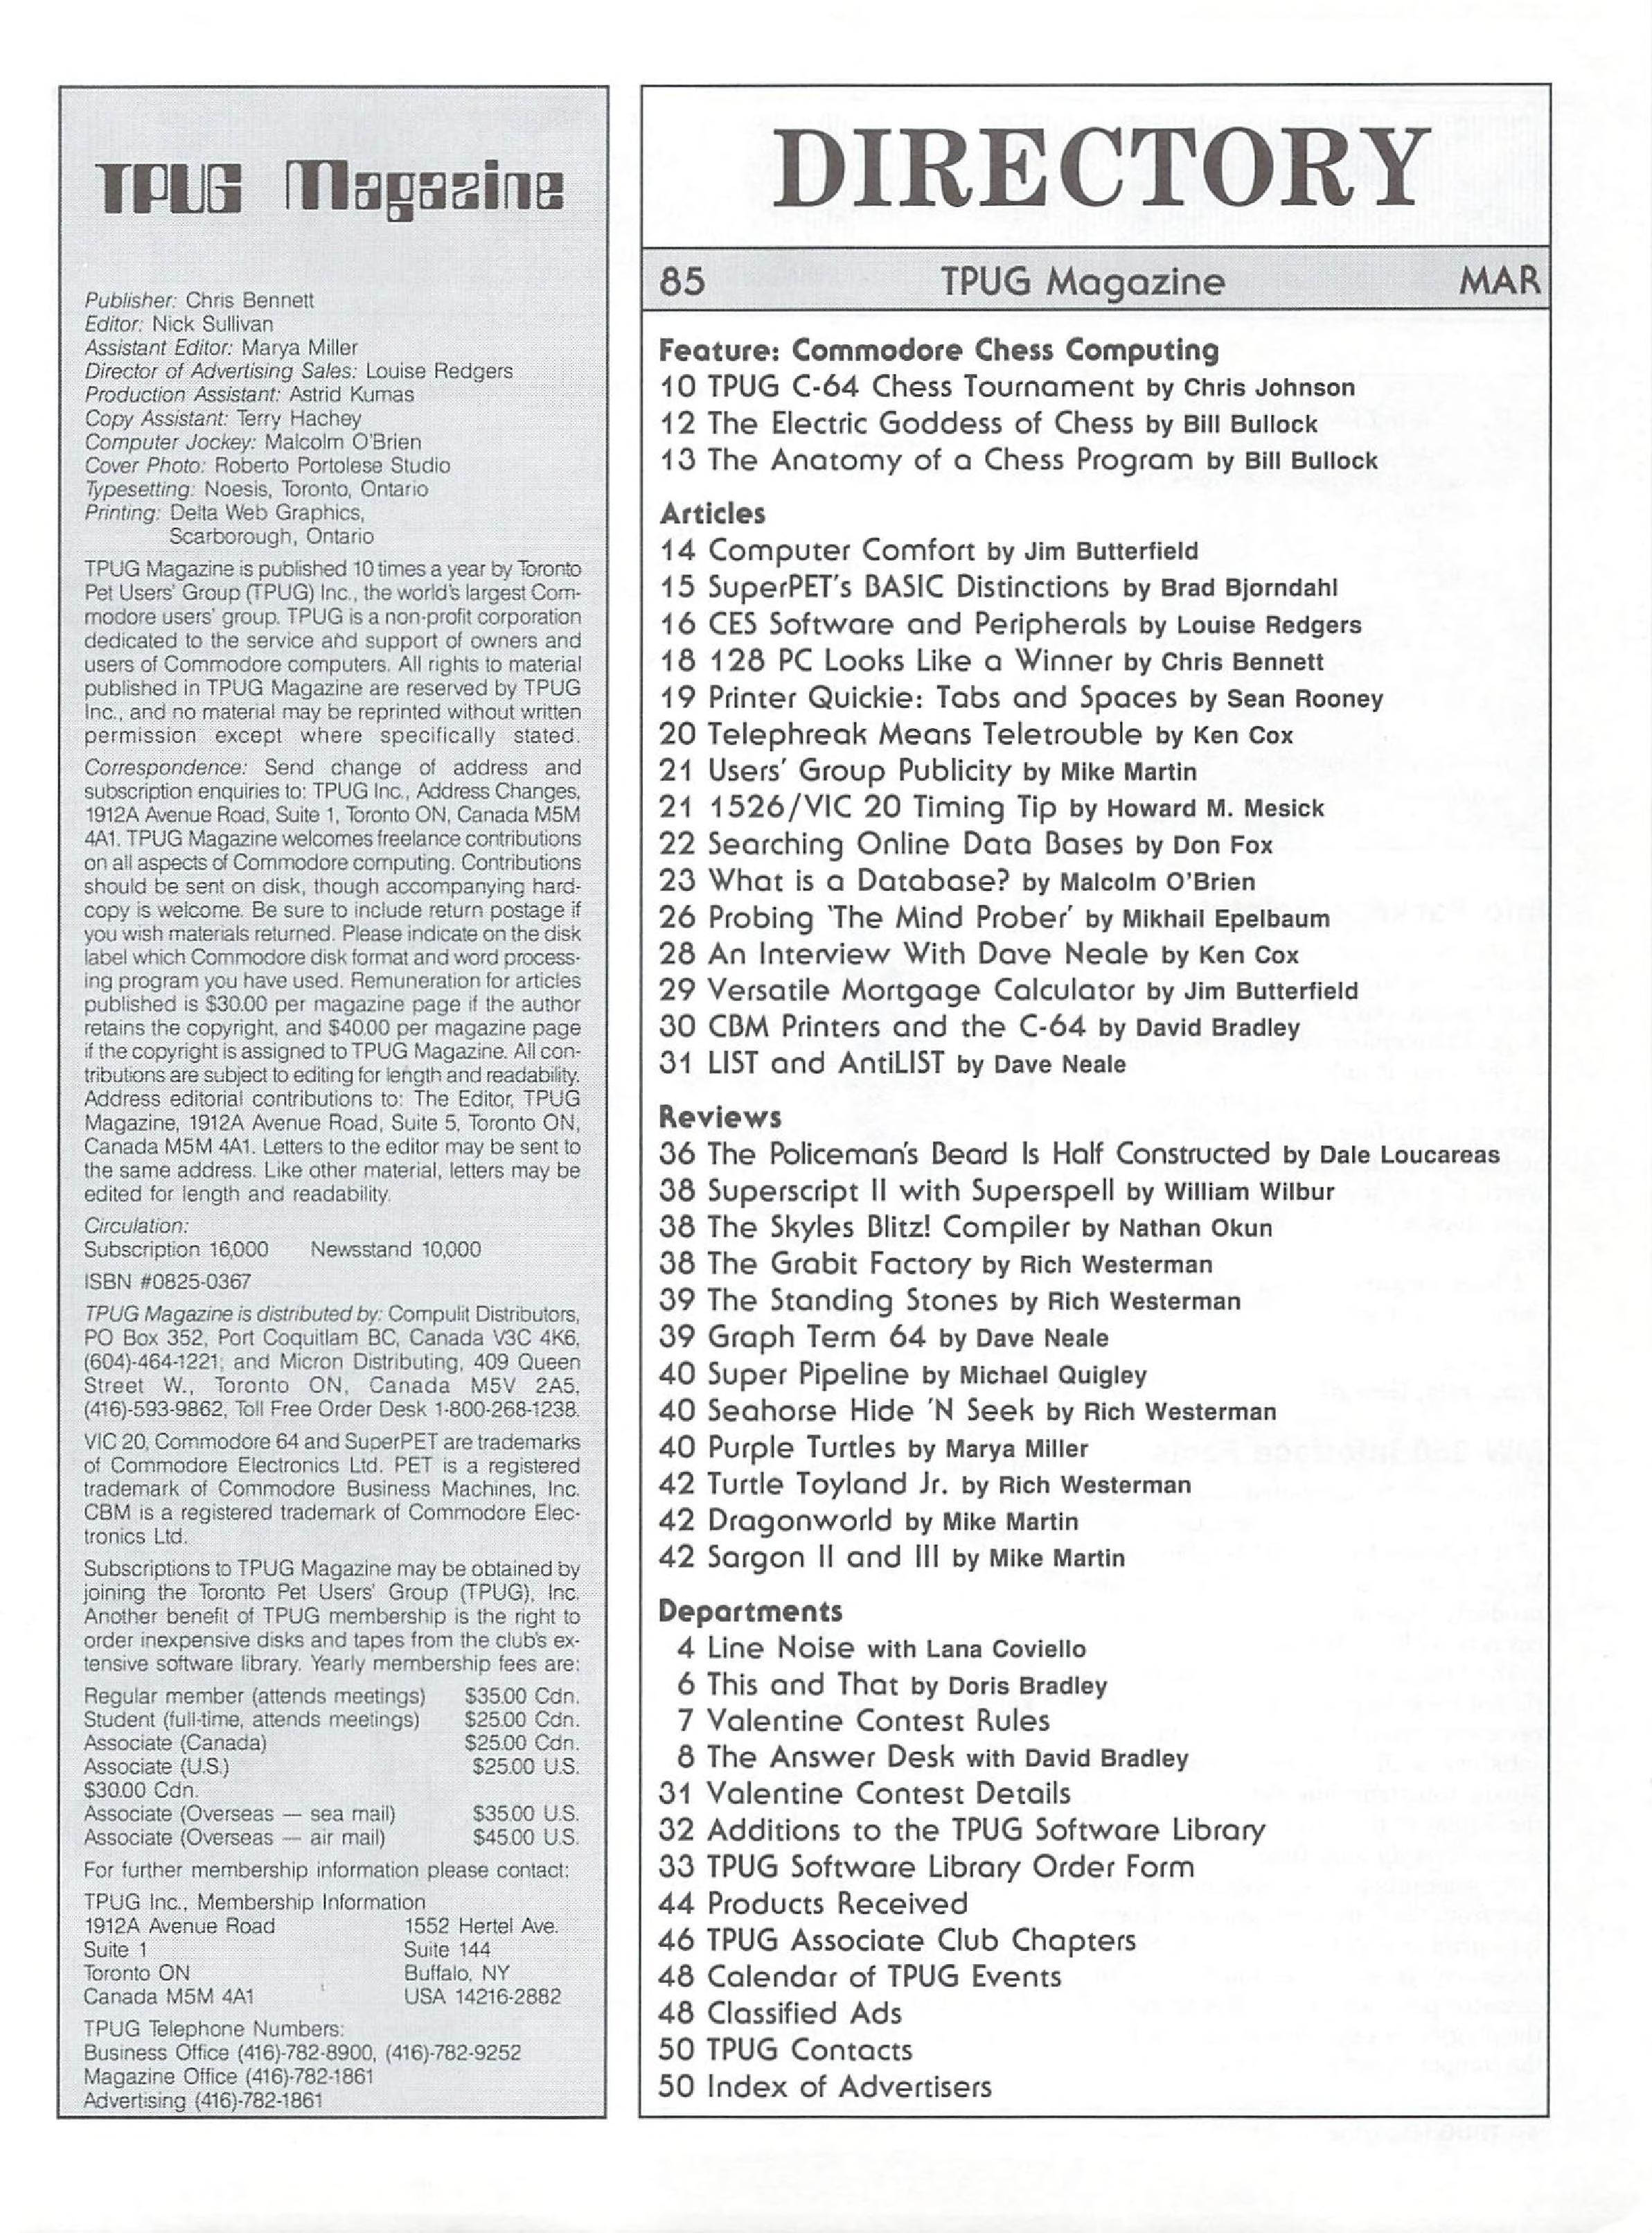 TPUG Magazine
Publisher: Chris Bennett
Editor: Nick Sullivan
Assistant Editor: Marya Miller
Director of Advertising Sales: Louise Redgers
Production Assistant: Astrid Kumas
Copy Assistant: Terry Hachey
Computer Jockey: Malcolm O'Brien
Cover Photo: Roberto Portolese Studio
Typesetting: Noesis, Toronto, Ontario
Printing: Delta Web Graphics,
Scarborough, Ontario
TPUG Magazine is published 10 times a year by Toronto
Pet Users' Group (TPUG) Inc., the world's largest Com-
modore users' group. TPUG is a non-profit corporation
dedicated to the service and support of owners and
users of Commodore computers. All rights to material
published in TPUG Magazine are reserved by TPUG
Inc., and no material may be reprinted without written
permission except where specifically stated.
Correspondence: Send change of address and
subscription enquiries to: TPUG Inc., Address Changes,
1912A Avenue Road, Suite 1, Toronto ON, Canada M5M
4A1. TPUG Magazine welcomes freelance contributions
on all aspects of Commodore computing. Contributions
should be sent on disk, though accompanying hard-
copy is welcome. Be sure to include return postage if
you wish materials returned. Please indicate on the disk
label which Commodore disk format and word process-
ing program you have used. Remuneration for articles
published is $30.00 per magazine page if the author
retains the copyright, and $40.00 per magazine page
if the copyright is assigned to TPUG Magazine. All con-
tributions are subject to editing for length and readability.
Address editorial contributions to: The Editor, TPUG
Magazine, 1912A Avenue Road, Suite 5, Toronto ON,
Canada M5M 4A1. Letters to the editor may be sent to
the same address. Like other material, letters may be
edited for length and readability.
Circulation:
Subscription 16,000 Newsstand 10,000
ISBN #0825-0367
TPUG Magazine is distributed by: Compulit Distributors,
PO Box 352, Port Coquitlam BC, Canada V3C 4K6,
(604)-464-1221; and Micron Distributing, 409 Queen
Street W., Toronto ON, Canada M5V 2A5,
(416)-593-9862, Toll Free Order Desk 1-800-268-1238.
VIC 20, Commodore 64 and SuperPET are trademarks
of Commodore Electronics Ltd. PET is a registered
trademark of Commodore Business Machines, Inc.
CBM is a registered trademark of Commodore Elec-
tronics Ltd.
Subscriptions to TPUG Magazine may be obtained by
joining the Toronto Pet Users' Group (TPUG), Inc.
Another benefit of TPUG membership is the right to
order inexpensive disks and tapes from the club's ex-
tensive software library. Yearly membership fees are:
Regular member (attends meetings) $35.00 Cdn.
Student (full-time, attends meetings) $25.00 Cdn.
Associate (Canada) $25.00 Cdn.
Associate (U.S.) $25.00 U.S.
$30.00 Cdn.
Associate (Overseas — sea mail) $35.00 U.S.
Associate (Overseas — air mail) $45.00 U.S.
For further membership information please contact:
TPUG Inc., Membership Information
1912A Avenue Road 1552 Hertel Ave.
Suite 1 Suite 144
Toronto ON Buffalo, NY
Canada M5M 4A1 USA 14216-2882
TPUG Telephone Numbers:
Business Office (416)-782-8900, (416)-782-9252
Magazine Office (416)-782-1861
Advertising (416)-782-1861
DIRECTORY
85 TPUG Magazine MAR
Feature: Commodore Chess Computing
10 TPUG C-64 Chess Tournament by Chris Johnson
12 The Electric Goddess of Chess by Bill Bullock
13 The Anatomy of a Chess Program by Bill Bullock
Articles
14 Computer Comfort by Jim Butterfield
15 SuperPET's BASIC Distinctions by Brad Bjorndahl
16 CES Software and Peripherals by Louise Redgers
18 128 PC Looks Like a Winner by Chris Bennett
19 Printer Quickie: Tabs and Spaces by Sean Rooney
20 Telephreak Means Teletrouble by Ken Cox
21 Users' Group Publicity by Mike Martin
21 1526/VIC 20 Timing Tip by Howard M. Mesick
22 Searching Online Data Bases by Don Fox
23 What is a Database? by Malcolm O'Brien
26 Probing 'The Mind Prober' by Mikhail Epelbaum
28 An Interview With Dave Neale by Ken Cox
29 Versatile Mortgage Calculator by Jim Butterfield
30 CBM Printers and the C-64 by David Bradley
31 LIST and AntiLIST by Dave Neale
Reviews
36 The Policeman's Beard Is Half Constructed by Dale Loucareas
38 Superscript II with Superspell by William Wilbur
38 The Skyles Blitz! Compiler by Nathan Okun
38 The Grabit Factory by Rich Westerman
39 The Standing Stones by Rich Westerman
39 Graph Term 64 by Dave Neale
40 Super Pipeline by Michael Quigley
40 Seahorse Hide 'N Seek by Rich Westerman
40 Purple Turtles by Marya Miller
42 Turtle Toyland Jr. by Rich Westerman
42 Dragonworld by Mike Martin
42 Sargon II and III by Mike Martin
Departments
4 Line Noise with Lana Coviello
6 This and That by Doris Bradley
7 Valentine Contest Rules
8 The Answer Desk with David Bradley
31 Valentine Contest Details
32 Additions to the TPUG Software Library
33 TPUG Software Library Order Form
44 Products Received
46 TPUG Associate Club Chapters
48 Calendar of TPUG Events
48 Classified Ads
50 TPUG Contacts
50 Index of Advertisers